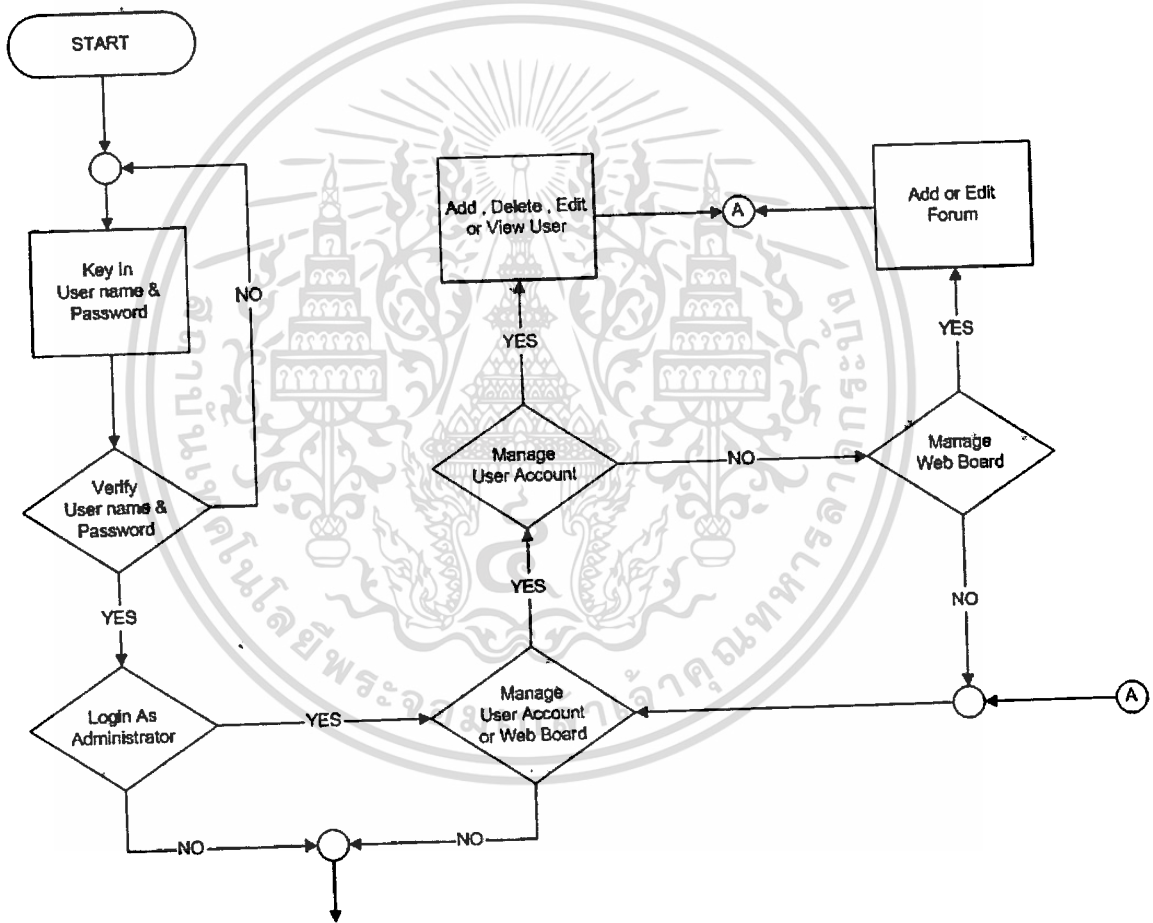 START
Key in
User name &
Password
NO
Verify
User name &
Password
YES
Login As
Administrator
YES
NO
Add , Delete , Edit
or View User
A
Add or Edit
Forum
YES
YES
Manage
User Account
NO
Manage
Web Board
YES
NO
Manage
User Account
or Web Board
A
NO